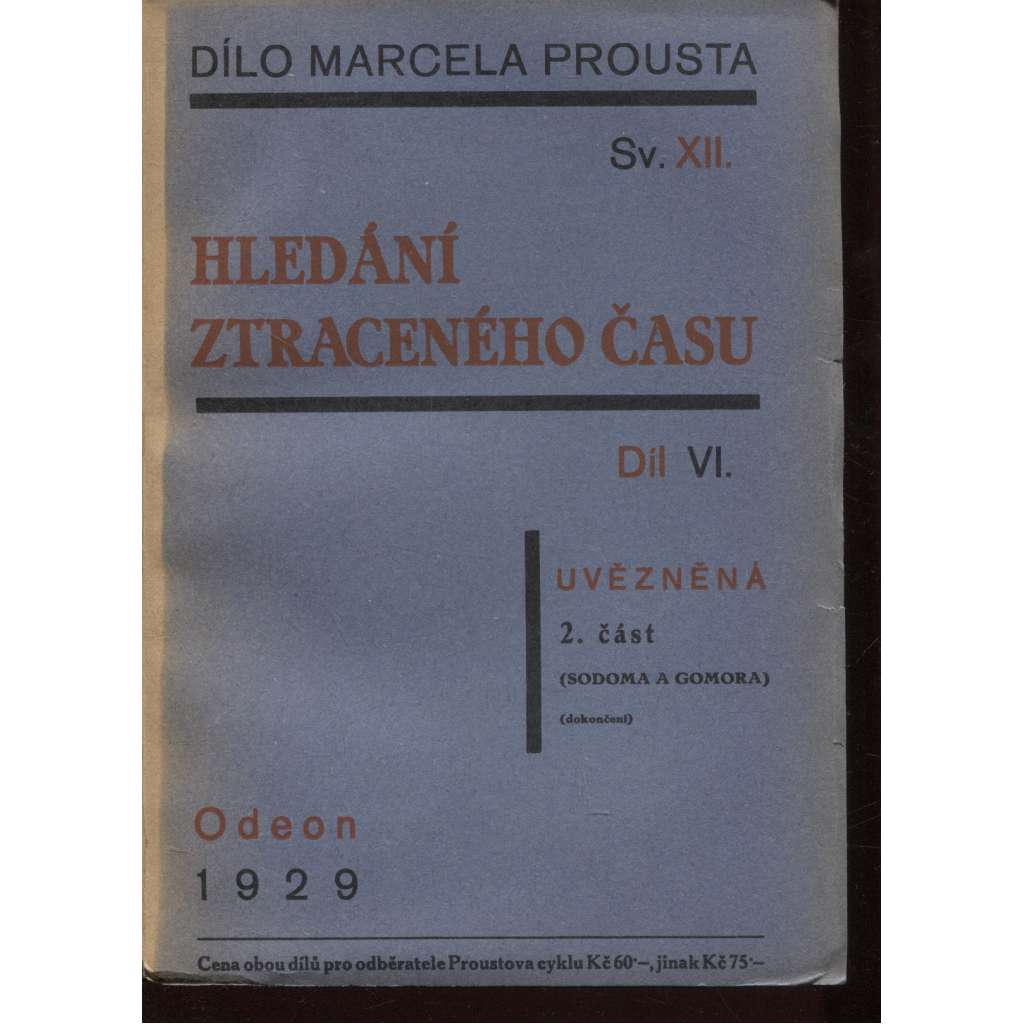 DÍLO MARCELA PROUSTA
Sv. XII.
HLEDÁNÍ
ZTRACENÉHO ČASU
Díl VI.
UVĚZNĚNÁ
2. část
(SODOMA A GOMORA)
(dokončení)
Odeon
1929
Cena obou dílů pro odběratele Proustova cyklu Kč 60·–, jinak Kč 75·–